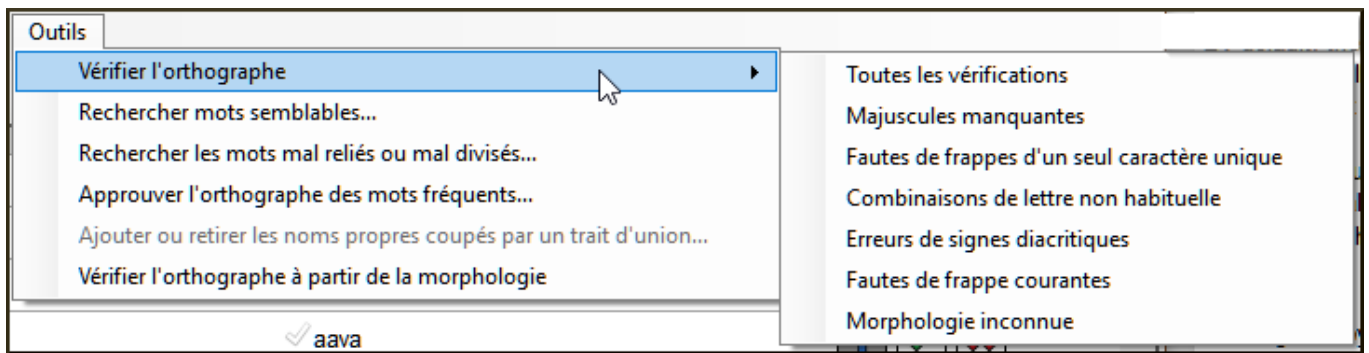 Outils
Vérifier l'orthographe
Rechercher mots semblables...
Rechercher les mots mal reliés ou mal divisés...
Approuver l'orthographe des mots fréquents...
Ajouter ou retirer les noms propres coupés par un trait d'union...
Vérifier l'orthographe à partir de la morphologie
Toutes les vérifications
Majuscules manquantes
Fautes de frappes d'un seul caractère unique
Combinaisons de lettre non habituelle
Erreurs de signes diacritiques
Fautes de frappe courantes
Morphologie inconnue
aava